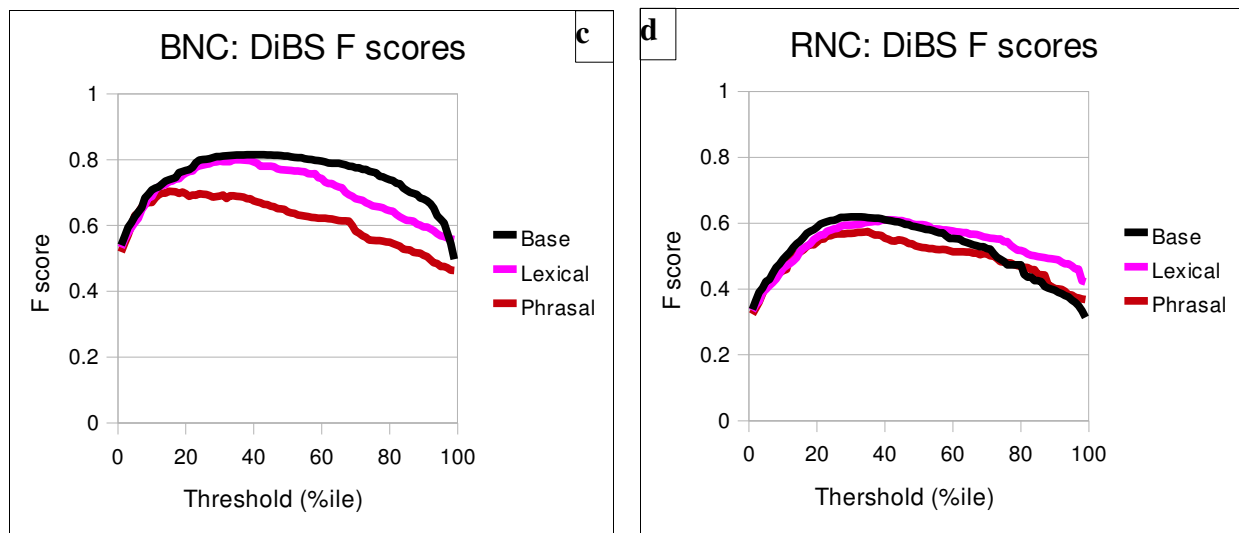 c
BNC: DiBS F scores
1
0.8
0.6
0.4
0.2
0
F score
0 20 40 60 80 100
Threshold (%ile)
Base
Lexical
Phrasal
d
RNC: DiBS F scores
1
0.8
0.6
0.4
0.2
0
F score
0 20 40 60 80 100
Thershold (%ile)
Base
Lexical
Phrasal